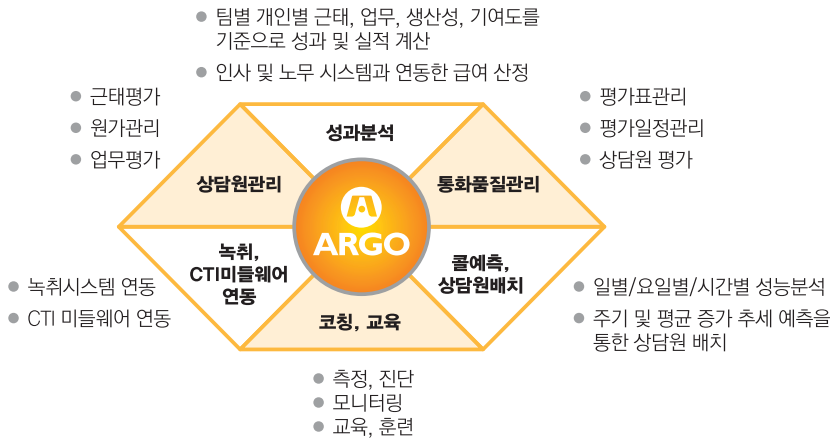 ● 팀별 개인별 근태, 업무, 생산성, 기여도를
기준으로 성과 및 실적 계산
● 인사 및 노무 시스템과 연동한 급여 산정
● 근태평가
● 원가관리
● 업무평가
● 평가표관리
● 평가일정관리
● 상담원 평가
성과분석
상담원관리
통화품질관리
ARGO
녹취,
CTI미들웨어
연동
콜예측,
상담원배치
코칭, 교육
● 녹취시스템 연동
● CTI 미들웨어 연동
● 일별/요일별/시간별 성능분석
● 주기 및 평균 증가 추세 예측을
통한 상담원 배치
● 측정, 진단
● 모니터링
● 교육, 훈련